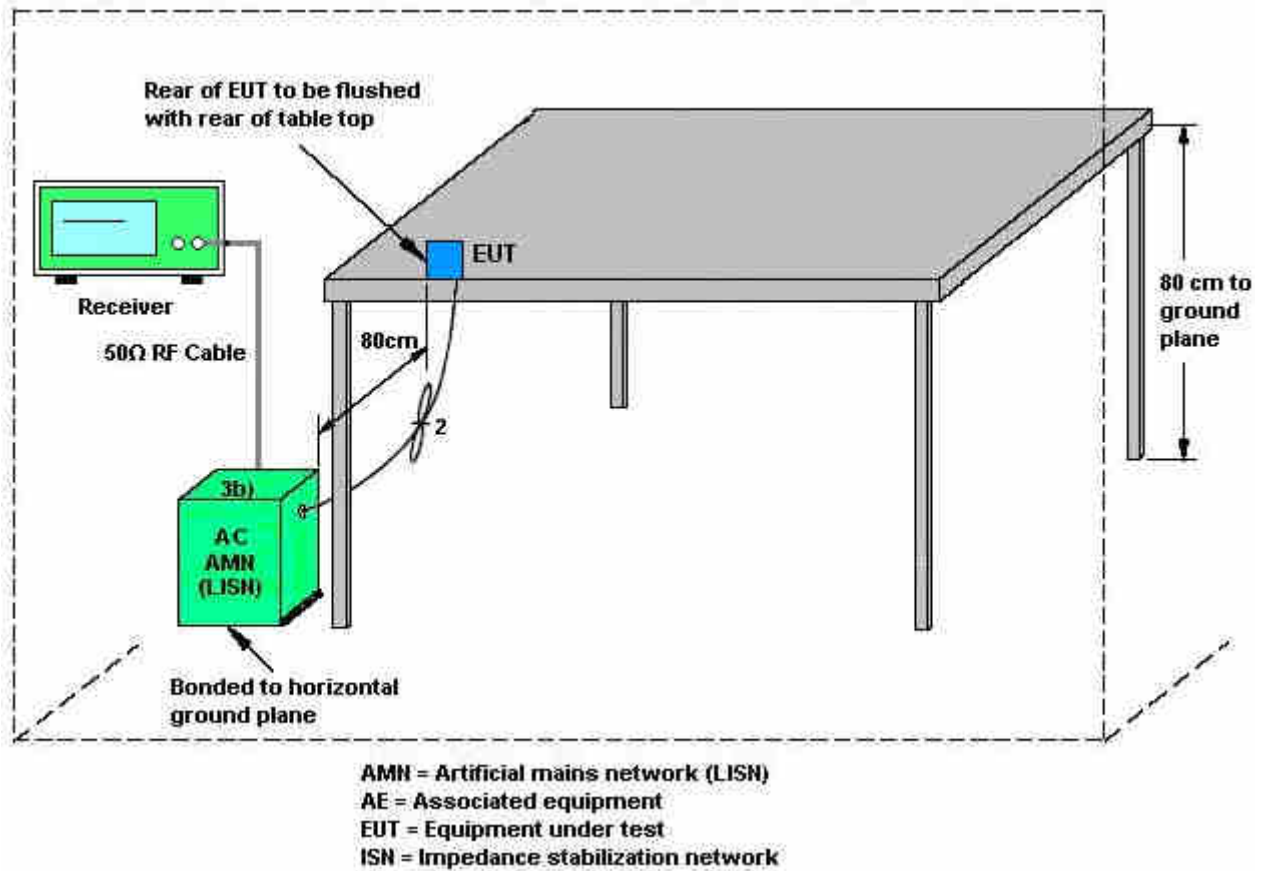 Rear of EUT to be flushed
with rear of table top
EUT
Receiver
50Ω RF Cable
80cm
80 cm to
ground
plane
2
3b)
AC
AMN
(LISN)
Bonded to horizontal
ground plane
AMN = Artificial mains network (LISN)
AE = Associated equipment
EUT = Equipment under test
ISN = Impedance stabilization network